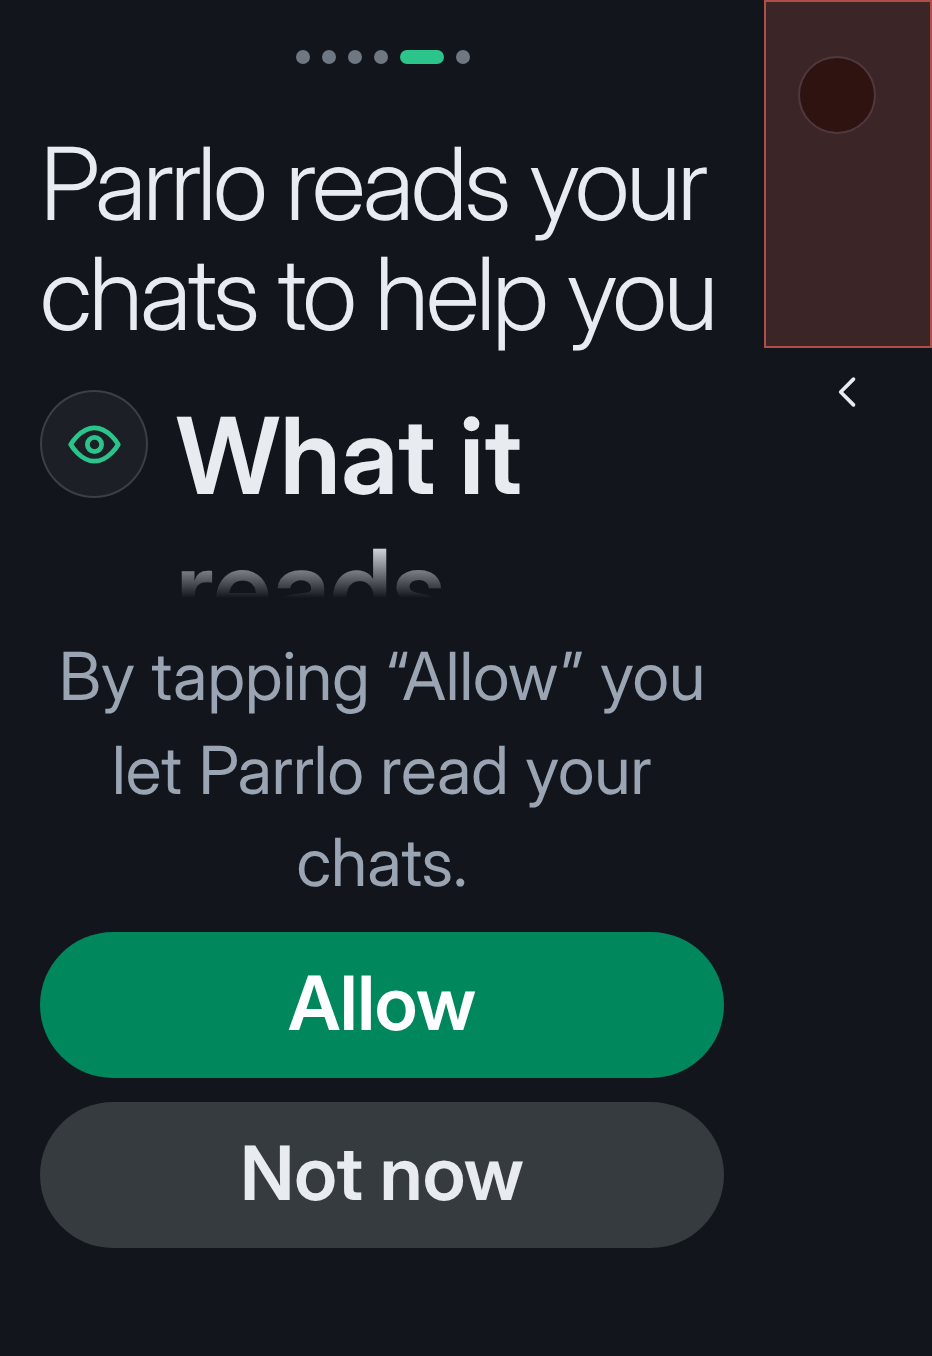 Parrlo reads your
chats to help you
What it
reads
By tapping “Allow” you
let Parrlo read your
chats.
Allow
Not now